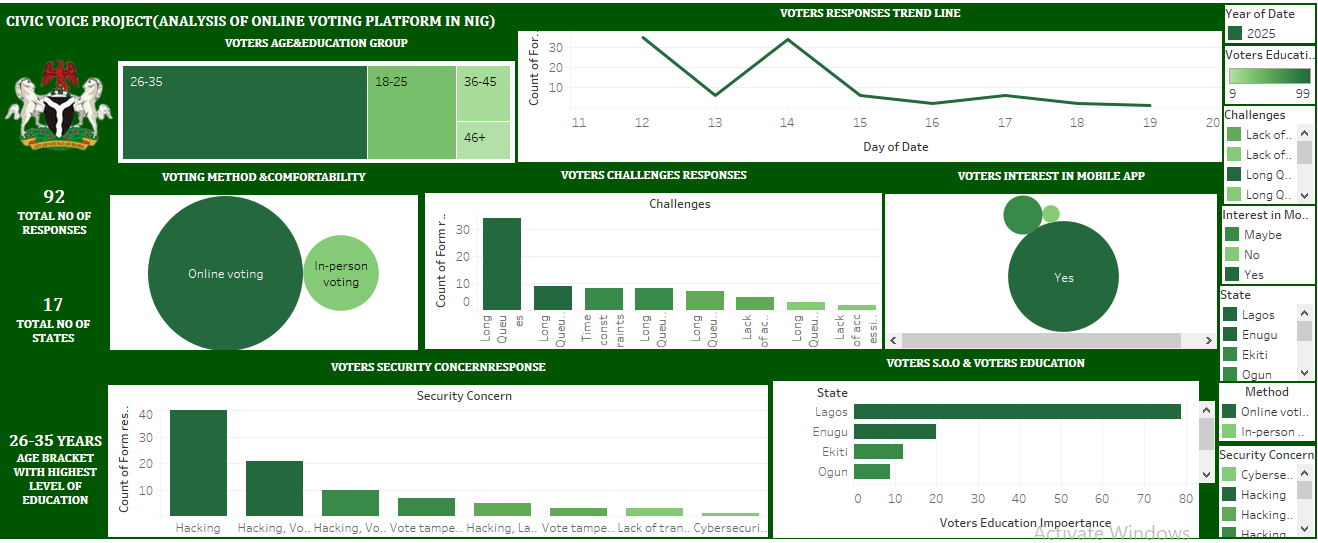 CIVIC VOICE PROJECT(ANALYSIS OF ONLINE VOTING PLATFORM IN NIG)
VOTERS AGE&EDUCATION GROUP
26-35
18-25
36-45
46+
VOTERS RESPONSES TREND LINE
Count of For..
30
20
10
11 12 13 14 15 16 17 18 19 20
Day of Date
Year of Date
2025
Voters Educati..
9 99
Challenges
Lack of..
Lack of..
Long Q..
Long Q..
Interest in Mo..
Maybe
No
Yes
State
Lagos
Enugu
Ekiti
Ogun
Method
Online voti..
In-person ..
Security Concern
Cyberse..
Hacking
Hacking..
Hacking
92
TOTAL NO OF
RESPONSES
17
TOTAL NO OF
STATES
26-35 YEARS
AGE BRACKET
WITH HIGHEST
LEVEL OF
EDUCATION
VOTING METHOD &COMFORTABILITY
Online voting
In-person
voting
VOTERS CHALLENGES RESPONSES
Challenges
Count of Form r..
30
20
10
0
Long
Queu
es
Long
Queu..
Time
const
raints
Long
Queu..
Long
Queu..
Lack
of ac..
Long
Queu..
Lack
of acc
essi..
VOTERS INTEREST IN MOBILE APP
Yes
VOTERS SECURITY CONCERNRESPONSE
Security Concern
Count of Form res..
40
30
20
10
Hacking
Hacking, Vo..
Hacking, Vo..
Vote tampe..
Hacking, La..
Vote tampe..
Lack of tran..
Cybersecuri..
VOTERS S.O.O & VOTERS EDUCATION
State
Lagos
Enugu
Ekiti
Ogun
0 10 20 30 40 50 60 70 80
Voters Education Impoertance
Activate Windows